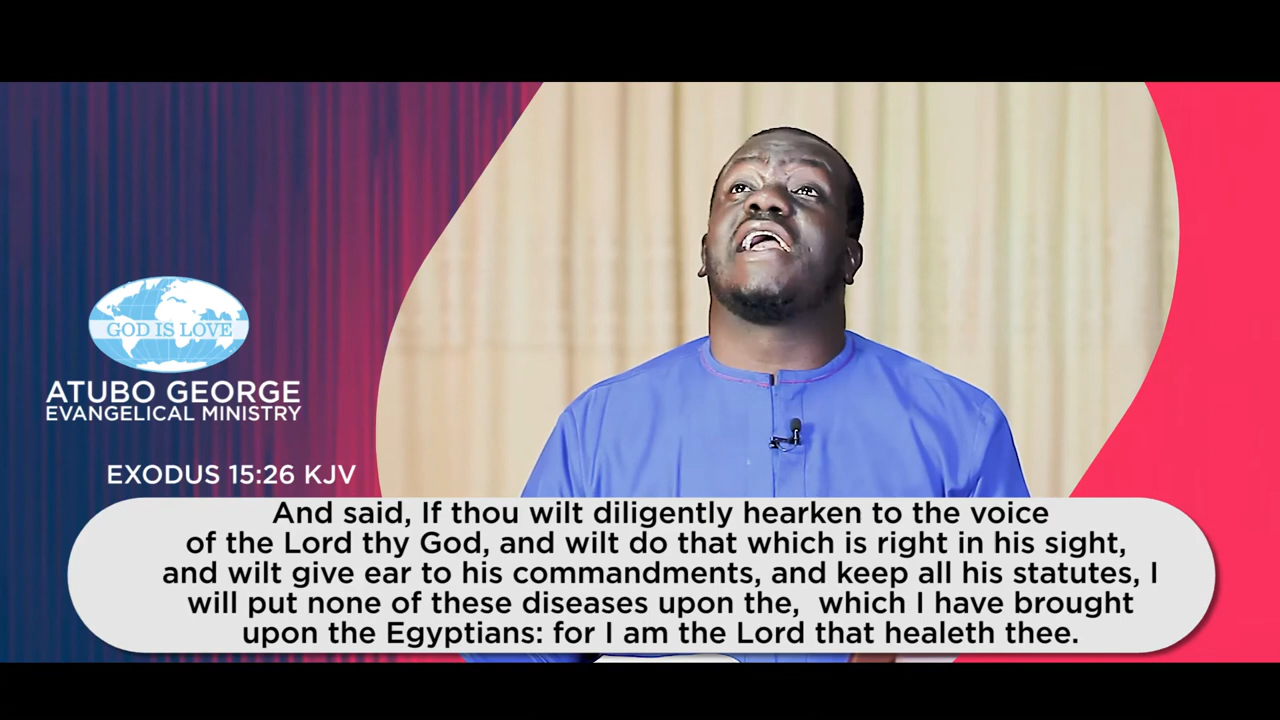 GOD IS LOVE
ATUBO GEORGE
EVANGELICAL MINISTRY
EXODUS 15:26 KJV
And said, If thou wilt diligently hearken to the voice
of the Lord thy God, and wilt do that which is right in his sight,
and wilt give ear to his commandments, and keep all his statutes, I
will put none of these diseases upon the,  which I have brought
upon the Egyptians: for I am the Lord that healeth thee.